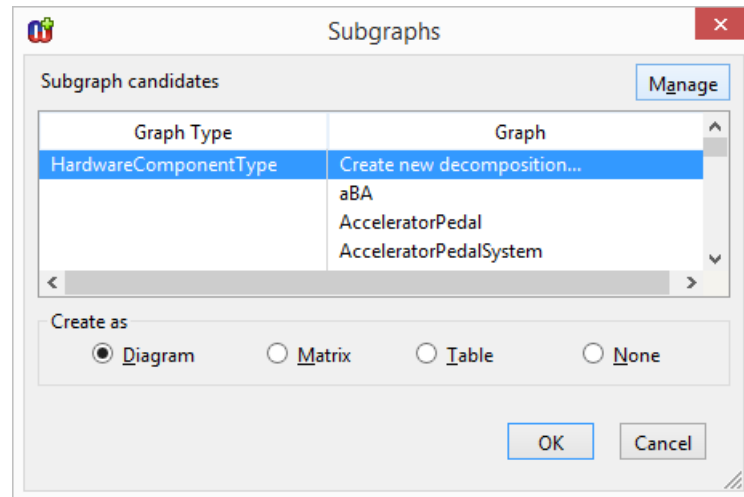 Subgraphs
Subgraph candidates
Manage
Graph Type Graph
HardwareComponentType Create new decomposition...
aBA
AcceleratorPedal
AcceleratorPedalSystem
Create as
Diagram Matrix Table None
OK Cancel